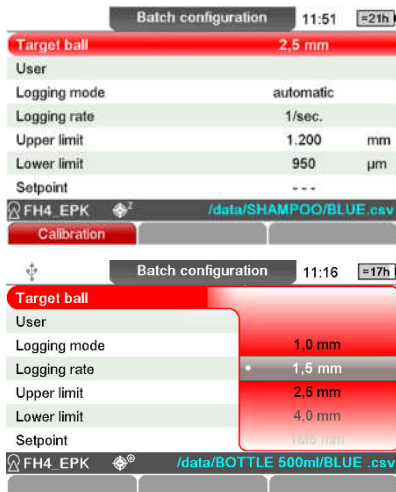 Batch configuration 11:51 ≈21h
Target ball 2,5 mm
User
Logging mode automatic
Logging rate 1/sec.
Upper limit 1.200 mm
Lower limit 950 µm
Setpoint - - -
FH4_EPK Z /data/SHAMPOO/BLUE.csv
Calibration
Batch configuration 11:16 ≈17h
Target ball
User
Logging mode 1,0 mm
Logging rate 1,5 mm
Upper limit 2,5 mm
Lower limit 4,0 mm
Setpoint 1M6 mm
FH4_EPK /data/BOTTLE 500ml/BLUE .csv